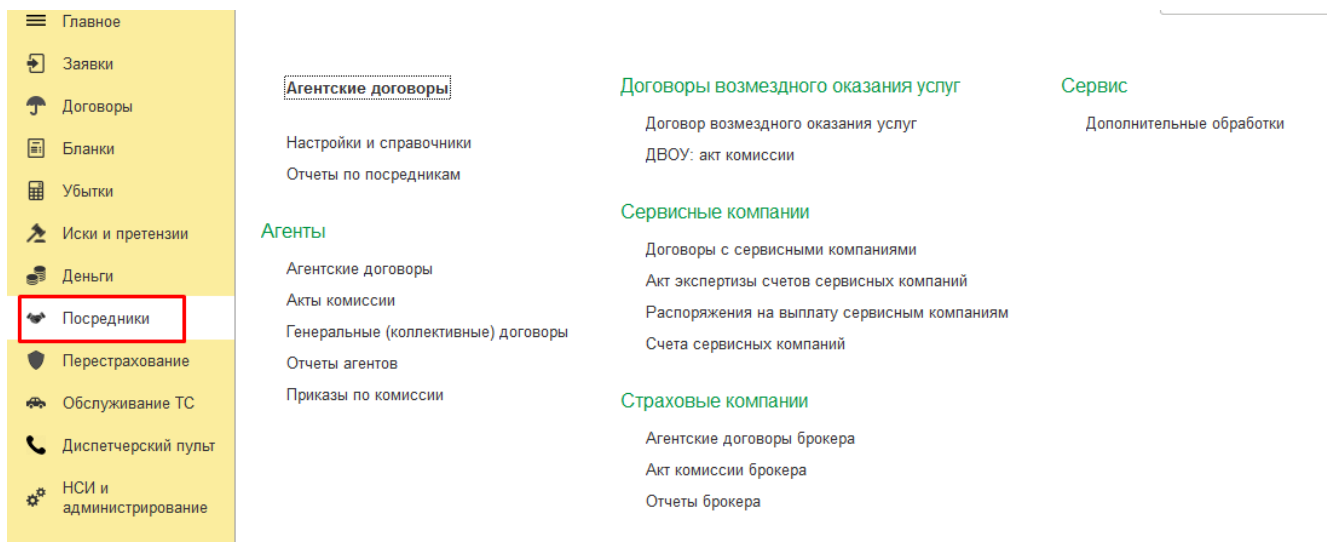 Главное
Заявки
Договоры
Бланки
Убытки
Иски и претензии
Деньги
Посредники
Перестрахование
Обслуживание ТС
Диспетчерский пульт
НСИ и
администрирование
Агентские договоры
Настройки и справочники
Отчеты по посредникам
Агенты
Агентские договоры
Акты комиссии
Генеральные (коллективные) договоры
Отчеты агентов
Приказы по комиссии
Договоры возмездного оказания услуг
Договор возмездного оказания услуг
ДВОУ: акт комиссии
Сервисные компании
Договоры с сервисными компаниями
Акт экспертизы счетов сервисных компаний
Распоряжения на выплату сервисным компаниям
Счета сервисных компаний
Страховые компании
Агентские договоры брокера
Акт комиссии брокера
Отчеты брокера
Сервис
Дополнительные обработки